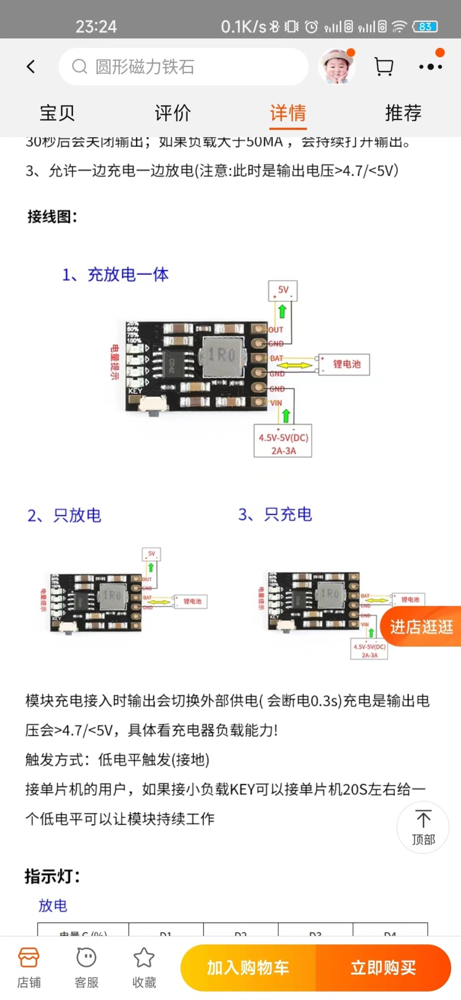 23:24
0.1K/s
83
圆形磁力铁石
宝贝
评价
详情
推荐
30秒后会关闭输出；如果负载大于50MA ，会持续打开输出。
3、允许一边充电一边放电(注意:此时是输出电压>4.7/<5V）
接线图：
1、充放电一体
5V
+ -
25%
50%
75%
100%
电量提示
KEY
CD42
1R0
OUT
GND
BAT
GND
GND
VIN
+
-
锂电池
+ -
4.5V-5V(DC)
2A-3A
2、只放电
3、只充电
5V
25%
50%
75%
100%
电量提示
KEY
CD42
1R0
OUT
GND
BAT
GND
锂电池
25%
50%
75%
100%
电量提示
KEY
CD42
1R0
BAT
GND
GND
VIN
锂电池
4.5V-5V(DC)
2A-3A
进店逛逛
模块充电接入时输出会切换外部供电( 会断电0.3s)充电是输出电
压会>4.7/<5V，具体看充电器负载能力!
触发方式：低电平触发(接地)
接单片机的用户，如果接小负载KEY可以接单片机20S左右给一
个低电平可以让模块持续工作
顶部
指示灯：
放电
电量 C (%)
D1
D2
D3
D4
店铺
客服
收藏
加入购物车
立即购买